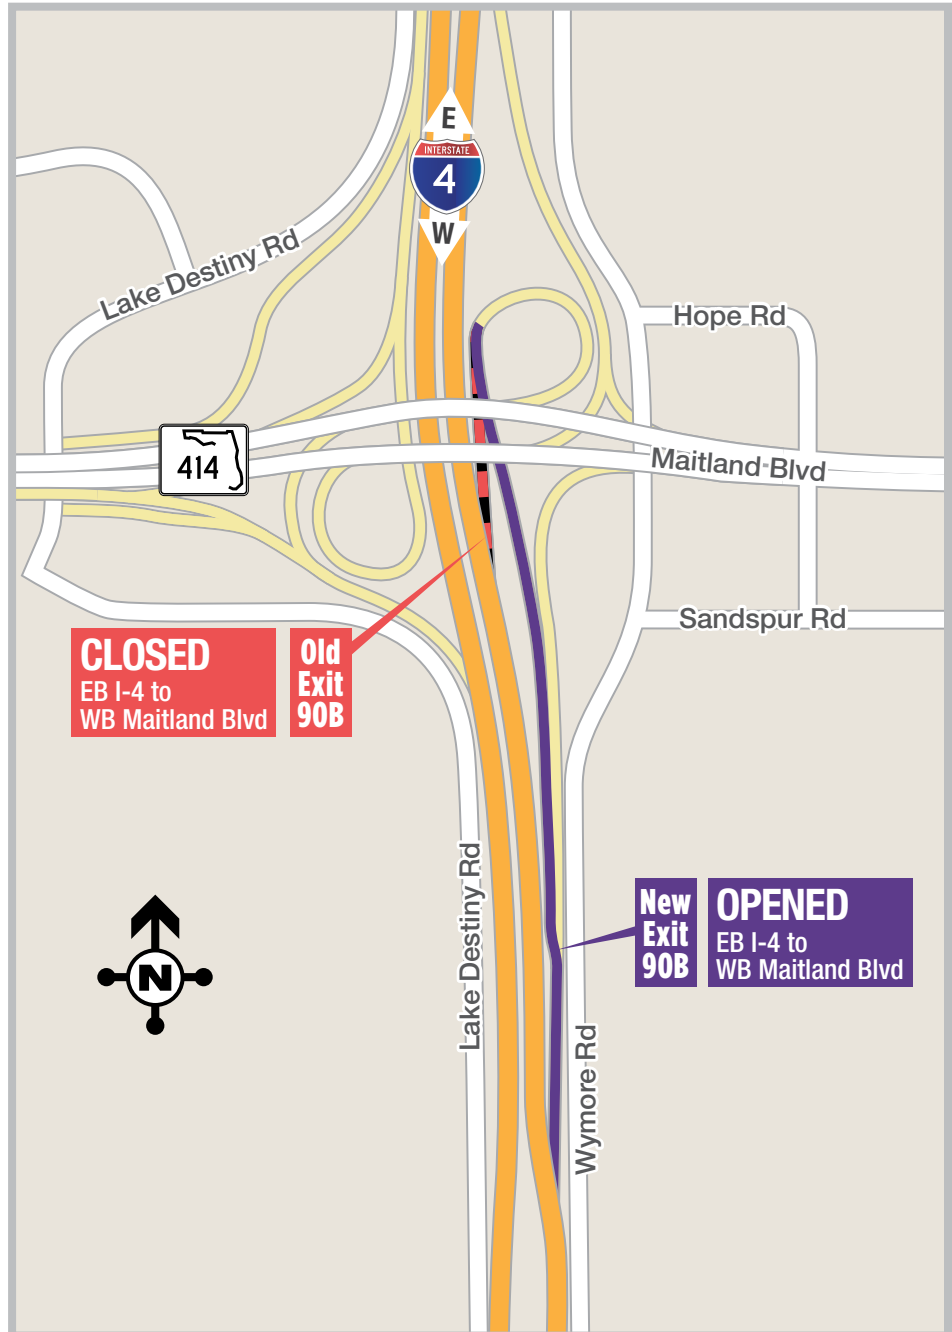 E
INTERSTATE
4
W
Lake Destiny Rd
Hope Rd
414
Maitland Blvd
Sandspur Rd
CLOSED
EB I-4 to
WB Maitland Blvd
Old
Exit
90B
Lake Destiny Rd
New
Exit
90B
OPENED
EB I-4 to
WB Maitland Blvd
N
Wymore Rd